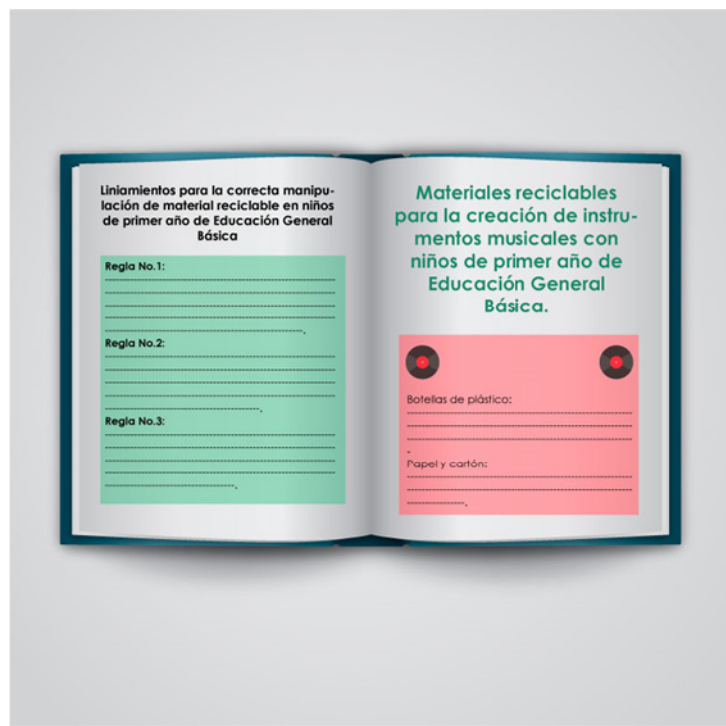 Liniamientos para la correcta manipu-
lación de material reciclable en niños
de primer año de Educación General
Básica
Regla No.1:
Regla No.2:
Regla No.3:
Materiales reciclables
para la creación de instru-
mentos musicales con
niños de primer año de
Educación General
Básica.
Botellas de plástico:
Papel y cartón: